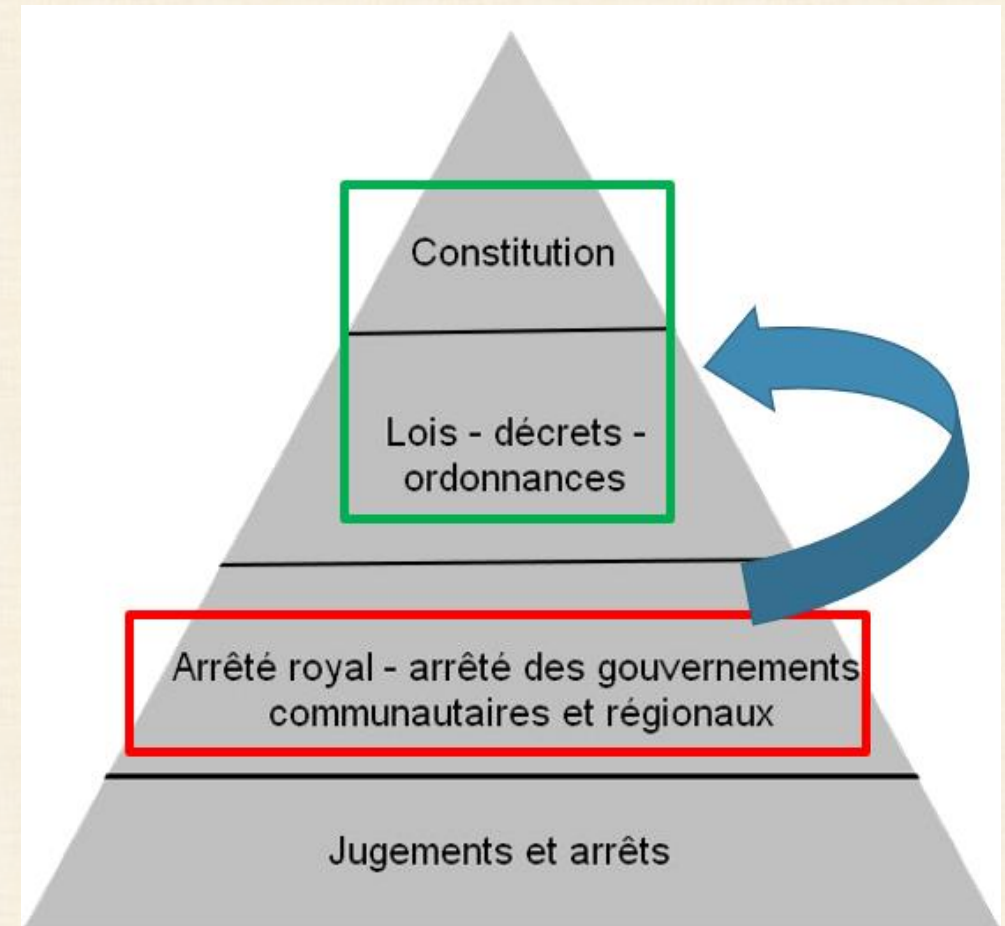 Constitution
Lois - décrets -
ordonnances
Arrêté royal - arrêté des gouvernements
communautaires et régionaux
Jugements et arrêts